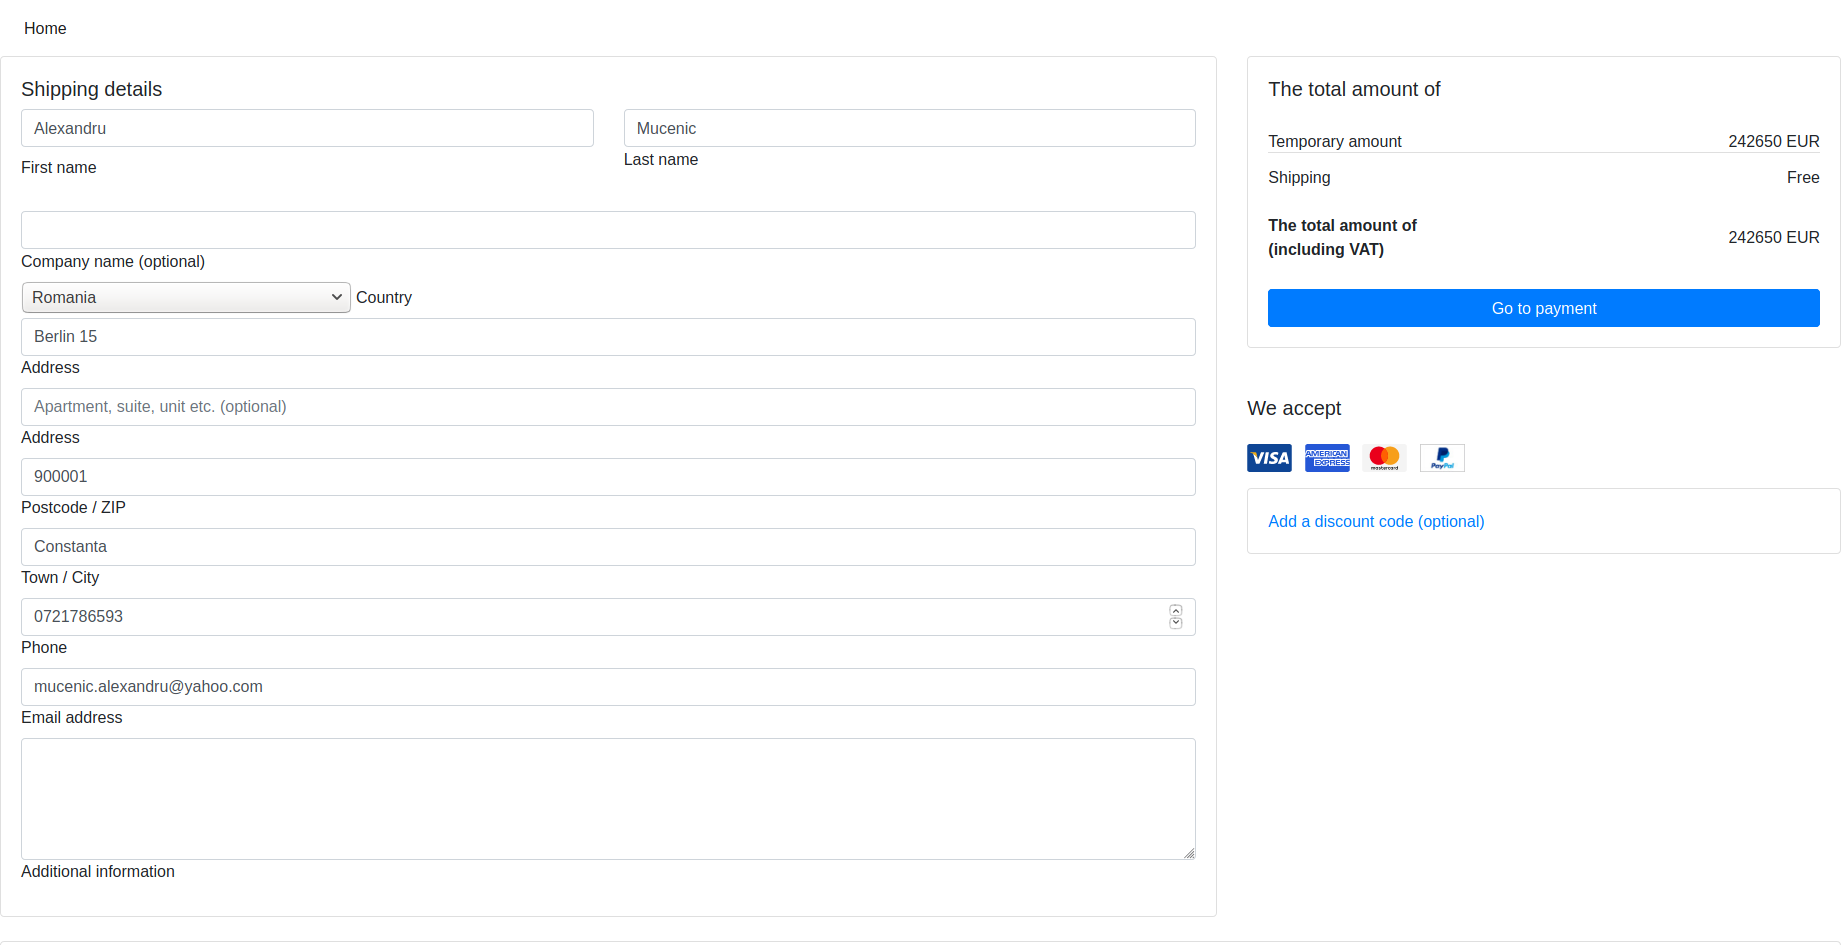 Home
Shipping details
Alexandru
Mucenic
First name
Last name
Company name (optional)
Romania Country
Berlin 15
Address
Apartment, suite, unit etc. (optional)
Address
900001
Postcode / ZIP
Constanta
Town / City
0721786593
Phone
mucenic.alexandru@yahoo.com
Email address
Additional information
The total amount of
Temporary amount 242650 EUR
Shipping Free
The total amount of
(including VAT) 242650 EUR
Go to payment
We accept
VISA
AMERICAN
EXPRESS
mastercard
PayPal
Add a discount code (optional)